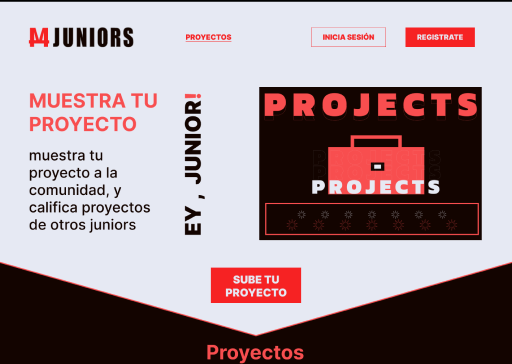 M JUNIORS
PROYECTOS
INICIA SESIÓN
REGISTRATE
MUESTRA TU
PROYECTO
muestra tu
proyecto a la
comunidad, y
califica proyectos
de otros juniors
EY , JUNIOR!
PROJECTS
PROJECTS
SUBE TU
PROYECTO
Proyectos